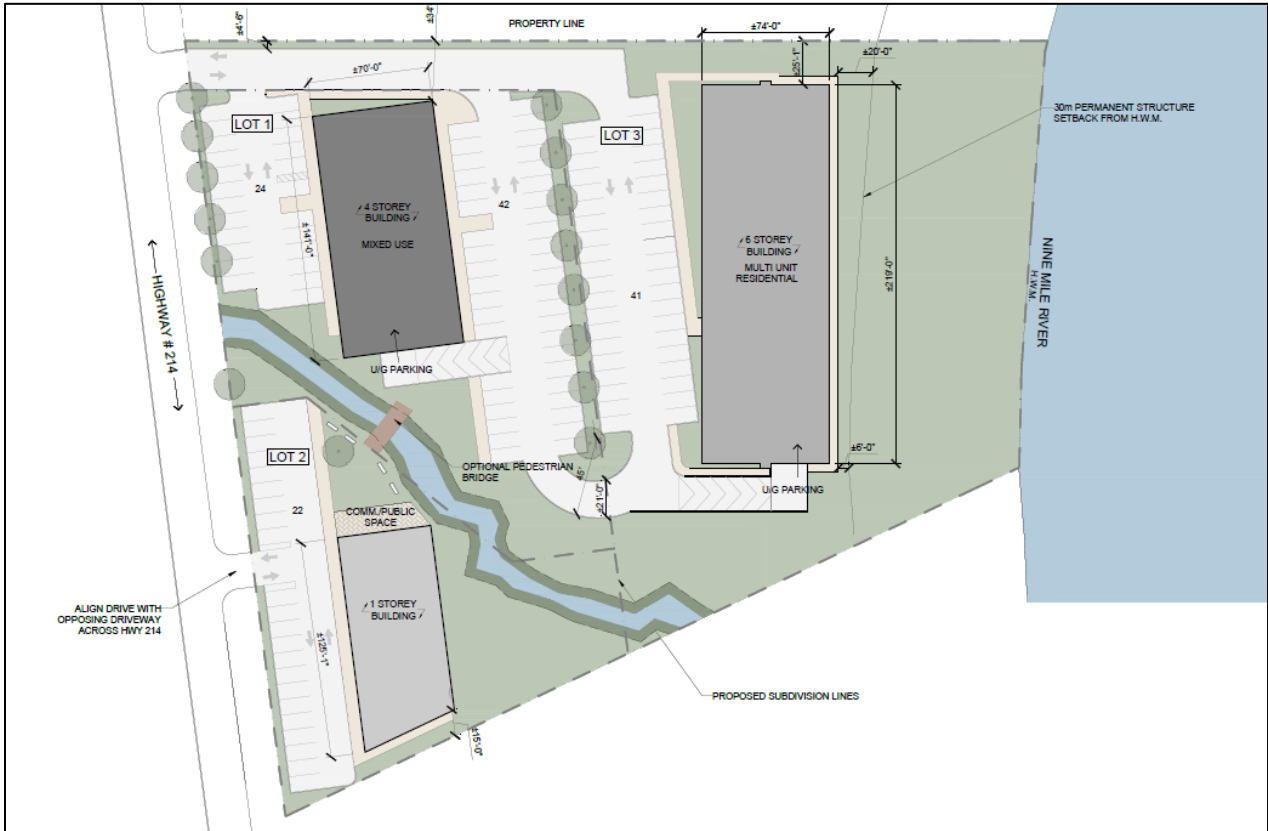 PROPERTY LINE
±4'-6"
±34'
±74'-0"
±25'-1"
±20'-0"
±70'-0"
30m PERMANENT STRUCTURE
SETBACK FROM H.W.M.
LOT 1
LOT 3
24
4 STOREY
BUILDING
MIXED USE
42
±141'-0"
6 STOREY
BUILDING
MULTI UNIT
RESIDENTIAL
±219'-0"
41
NINE MILE RIVER
H.W.M.
HIGHWAY # 214
U/G PARKING
LOT 2
OPTIONAL PEDESTRIAN
BRIDGE
45'
±21'-0"
±6'-0"
U/G PARKING
22
COMM./PUBLIC
SPACE
ALIGN DRIVE WITH
OPPOSING DRIVEWAY
ACROSS HWY 214
1 STOREY
BUILDING
±125'-1"
PROPOSED SUBDIVISION LINES
±15'-0"